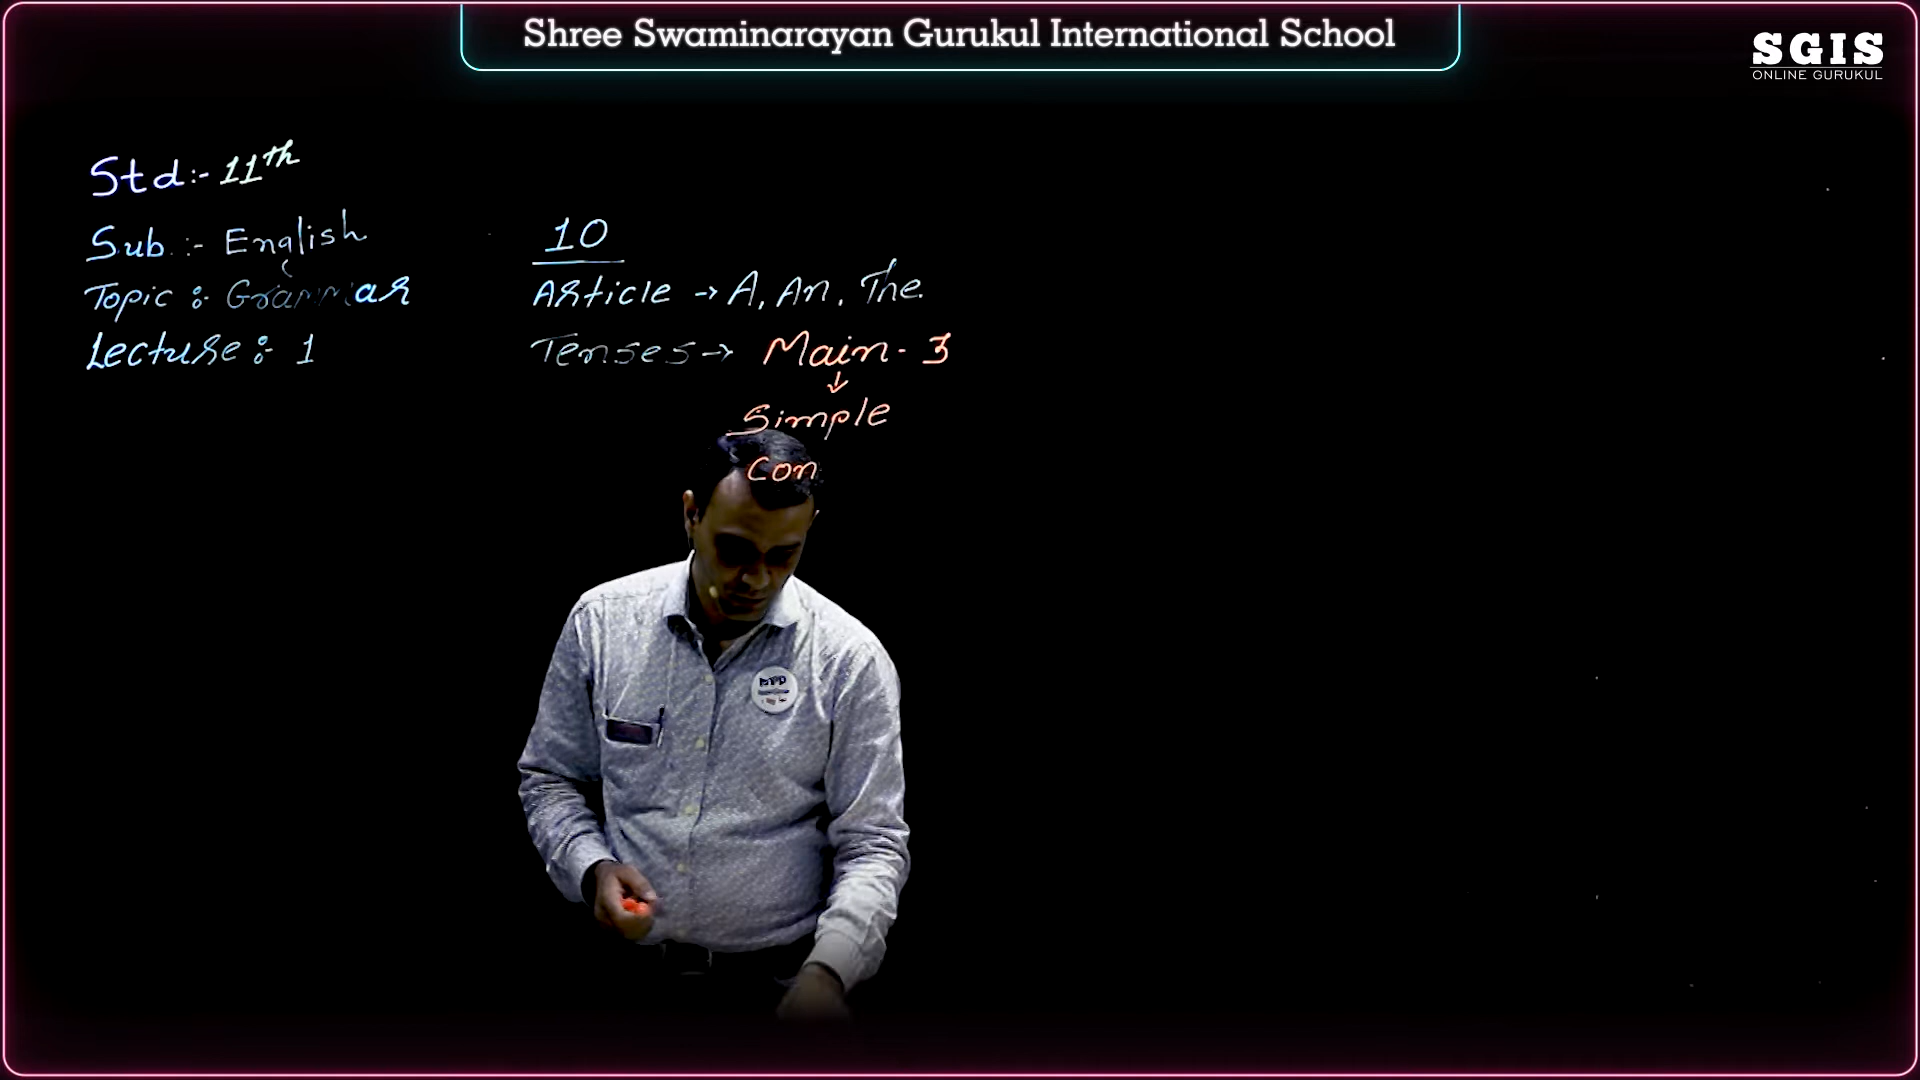 Shree Swaminarayan Gurukul International School
SGIS
ONLINE GURUKUL
Std:- 11th
Sub :- English
Topic :- Grammar
Lecture :- 1
10
Article → A, An, The.
Tenses → Main - 3
↓
Simple
Con